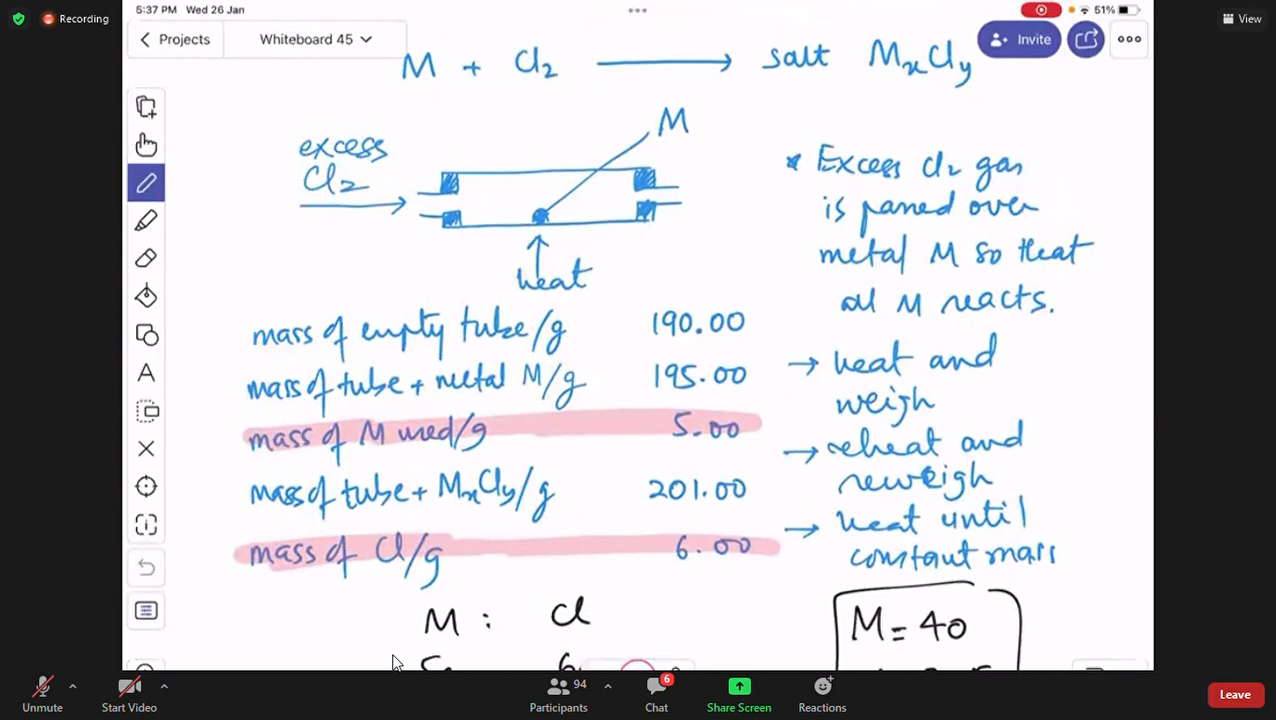 5:37 PM Wed 26 Jan
51%
Recording
View
Projects
Whiteboard 45
Invite
M + Cl₂ ⟶ salt MxCly
M
excess
Cl₂
heat
* Excess Cl₂ gas
is passed over
metal M so that
all M reacts.
→ heat and
weigh
→ reheat and
reweigh
→ heat until
constant mass
mass of empty tube/g 190.00
mass of tube + metal M/g 195.00
mass of M used/g 5.00
mass of tube + MxCly/g 201.00
mass of Cl/g 6.00
M : Cl
M = 40
A
Unmute
Start Video
94
Participants
6
Chat
Share Screen
Reactions
Leave